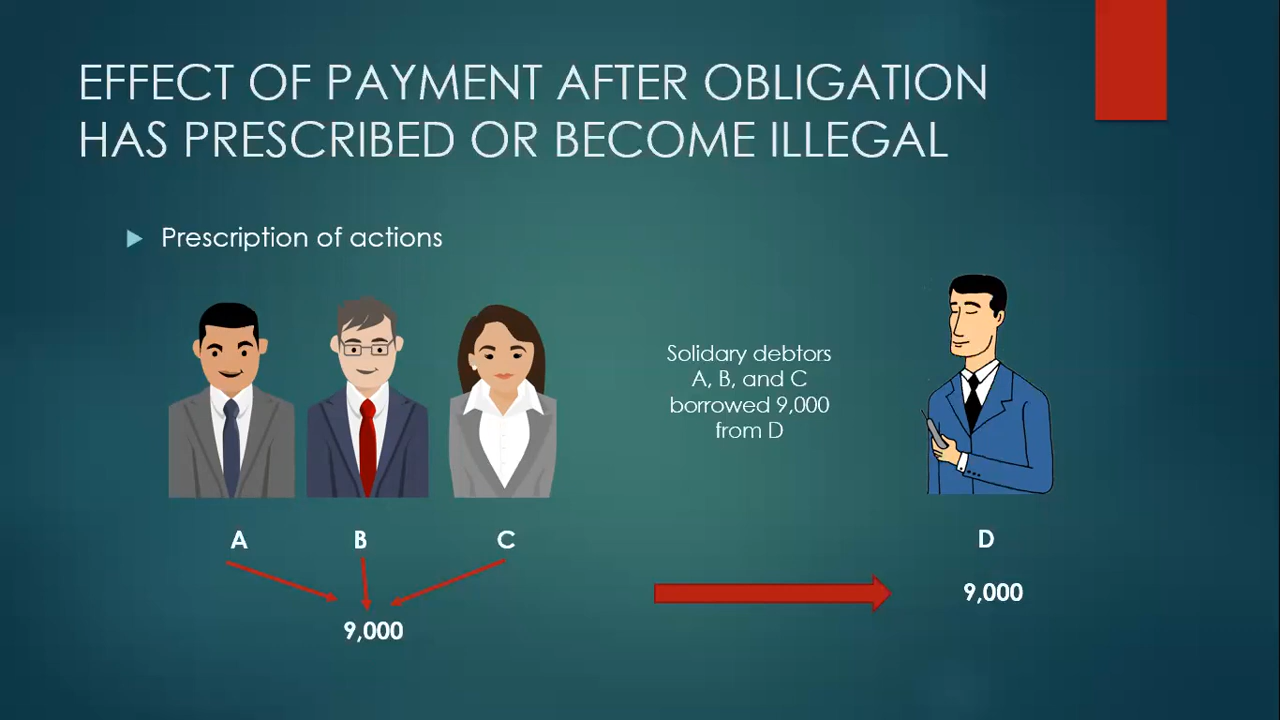 EFFECT OF PAYMENT AFTER OBLIGATION
HAS PRESCRIBED OR BECOME ILLEGAL
Prescription of actions
Solidary debtors
A, B, and C
borrowed 9,000
from D
A B C D
9,000
9,000